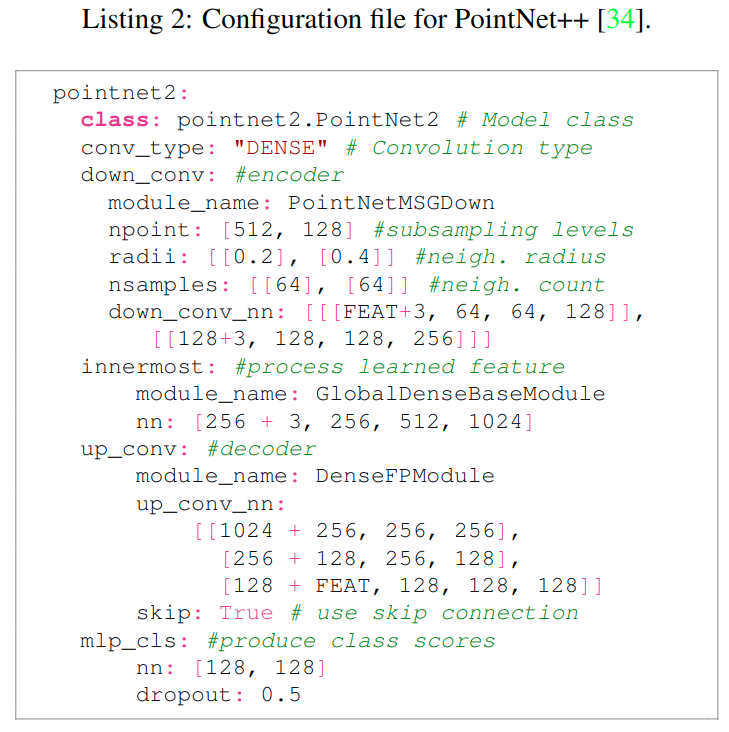 Listing 2: Configuration file for PointNet++ [34].
pointnet2:
  class: pointnet2.PointNet2 # Model class
  conv_type: "DENSE" # Convolution type
  down_conv: #encoder
    module_name: PointNetMSGDown
    npoint: [512, 128] #subsampling levels
    radii: [[0.2], [0.4]] #neigh. radius
    nsamples: [[64], [64]] #neigh. count
    down_conv_nn: [[[FEAT+3, 64, 64, 128]],
       [[128+3, 128, 128, 256]]]
  innermost: #process learned feature
      module_name: GlobalDenseBaseModule
      nn: [256 + 3, 256, 512, 1024]
  up_conv: #decoder
      module_name: DenseFPModule
      up_conv_nn:
          [[1024 + 256, 256, 256],
            [256 + 128, 256, 128],
            [128 + FEAT, 128, 128, 128]]
      skip: True # use skip connection
  mlp_cls: #produce class scores
      nn: [128, 128]
      dropout: 0.5